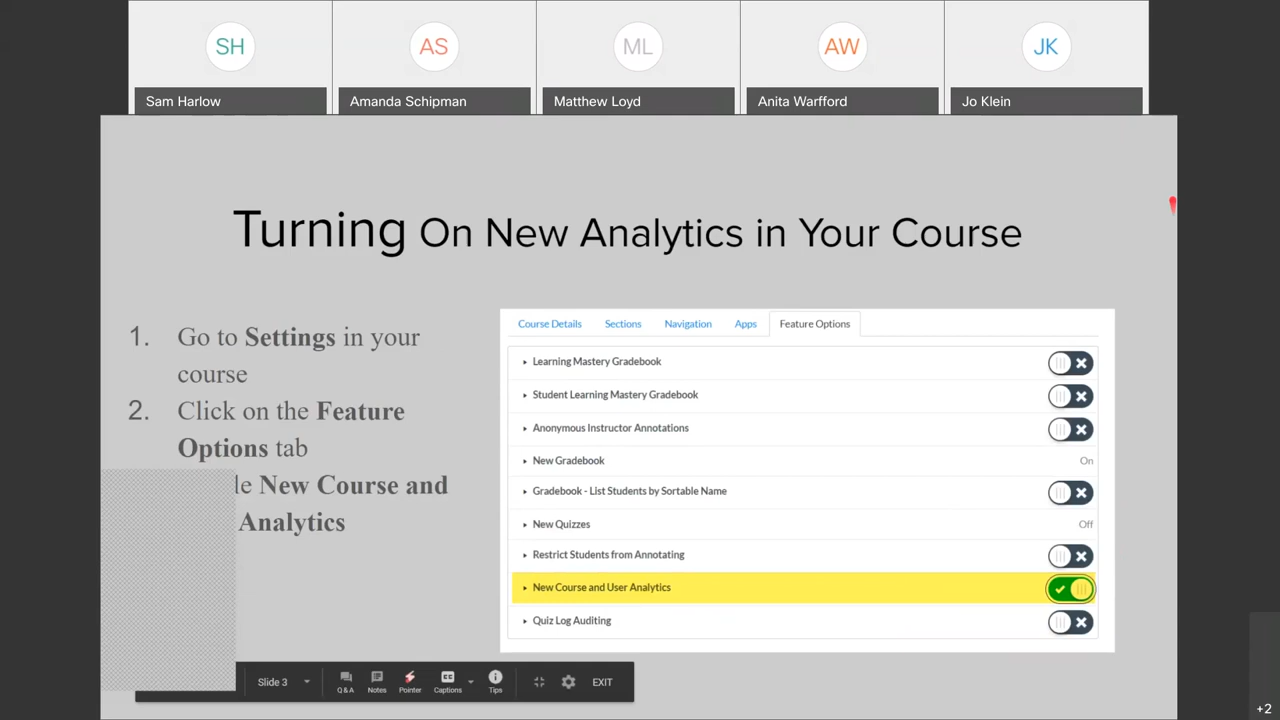 SH AS ML AW JK
Sam Harlow Amanda Schipman Matthew Loyd Anita Warfford Jo Klein
Turning On New Analytics in Your Course
1. Go to Settings in your
course
2. Click on the Feature
Options tab
le New Course and
Analytics
Course Details Sections Navigation Apps Feature Options
Learning Mastery Gradebook
Student Learning Mastery Gradebook
Anonymous Instructor Annotations
New Gradebook On
Gradebook - List Students by Sortable Name
New Quizzes Off
Restrict Students from Annotating
New Course and User Analytics
Quiz Log Auditing
Slide 3 Q&A Notes Pointer CC Captions Tips EXIT
+2